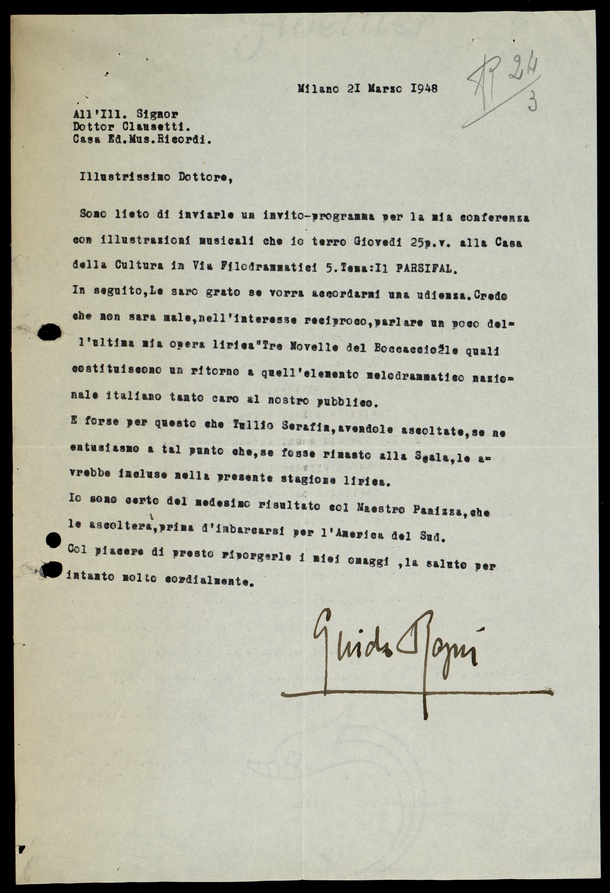 Milano 2I Marzo I948
R 24
3
All'Ill. Signor
Dottor Clausetti.
Casa Ed.Mus.Ricordi.
Illustrissimo Dottore,
Sono lieto di inviarle un invito-programma per la mia conferenza
con illustrazioni musicali che io terro Giovedi 25p.v. alla Casa
della Cultura in Via Filodrammatici 5.Tema:Il PARSIFAL.
In seguito,Le saro grato se vorra accordarmi una udienza.Credo
che non sara male,nell'interesse reciproco,parlare un poco del=
l'ultima mia opera lirica"Tre Novelle del Boccaccio"le quali
costituiscono un ritorno a quell'elemento melodrammatico nazio=
nale italiano tanto caro al nostro pubblico.
E forse per questo che Tullio Serafin,avendole ascoltate,se ne
entusiasmo a tal punto che,se fosse rimasto alla Scala,le a=
vrebbe incluse nella presente stagione lirica.
Io sono certo del medesimo risultato col Maestro Panizza,che
le ascolterà,prima d'imbarcarsi per l'America del Sud.
Col piacere di presto riporgerle i miei omaggi ,la saluto per
intanto molto cordialmente.
Guido